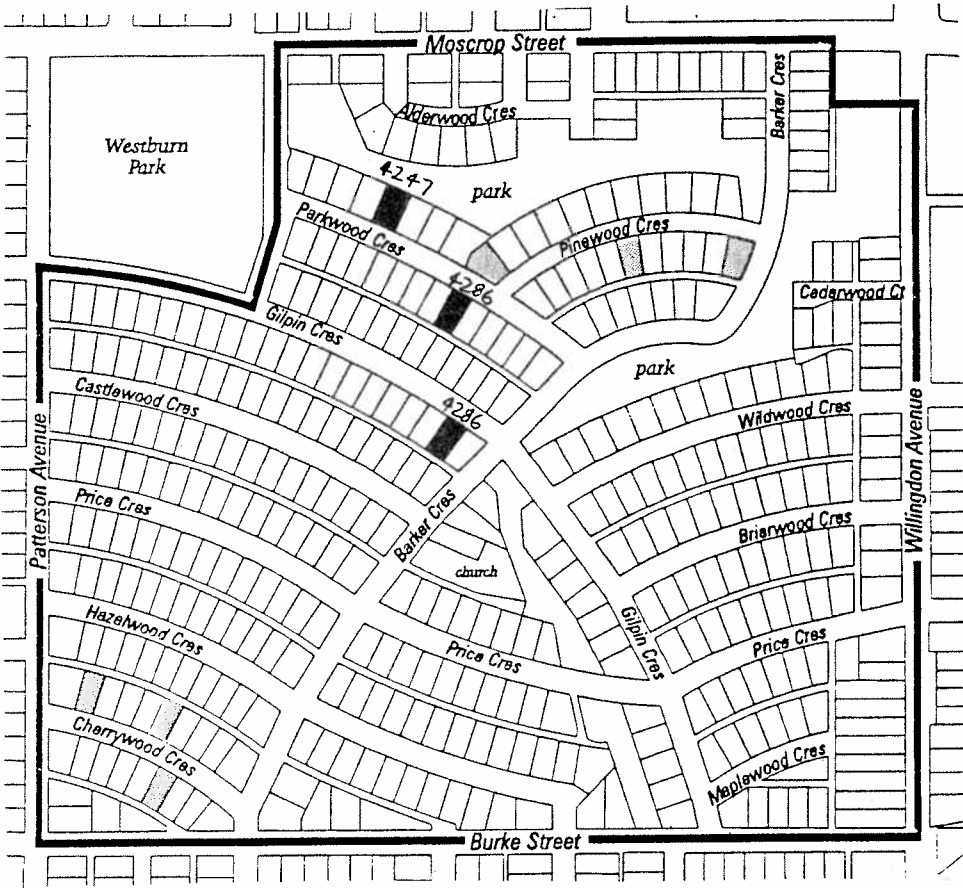 Moscrop Street
Barker Cres
Alderwood Cres
Westburn
Park
4247
park
Parkwood Cres
Pinewood Cres
4286
Cedarwood Ct
Gilpin Cres
park
Castlewood Cres
4286
Wildwood Cres
Patterson Avenue
Willingdon Avenue
Price Cres
Barker Cres
Briarwood Cres
church
Hazelwood Cres
Gilpin Cres
Price Cres
Price Cres
Cherrywood Cres
Maplewood Cres
Burke Street